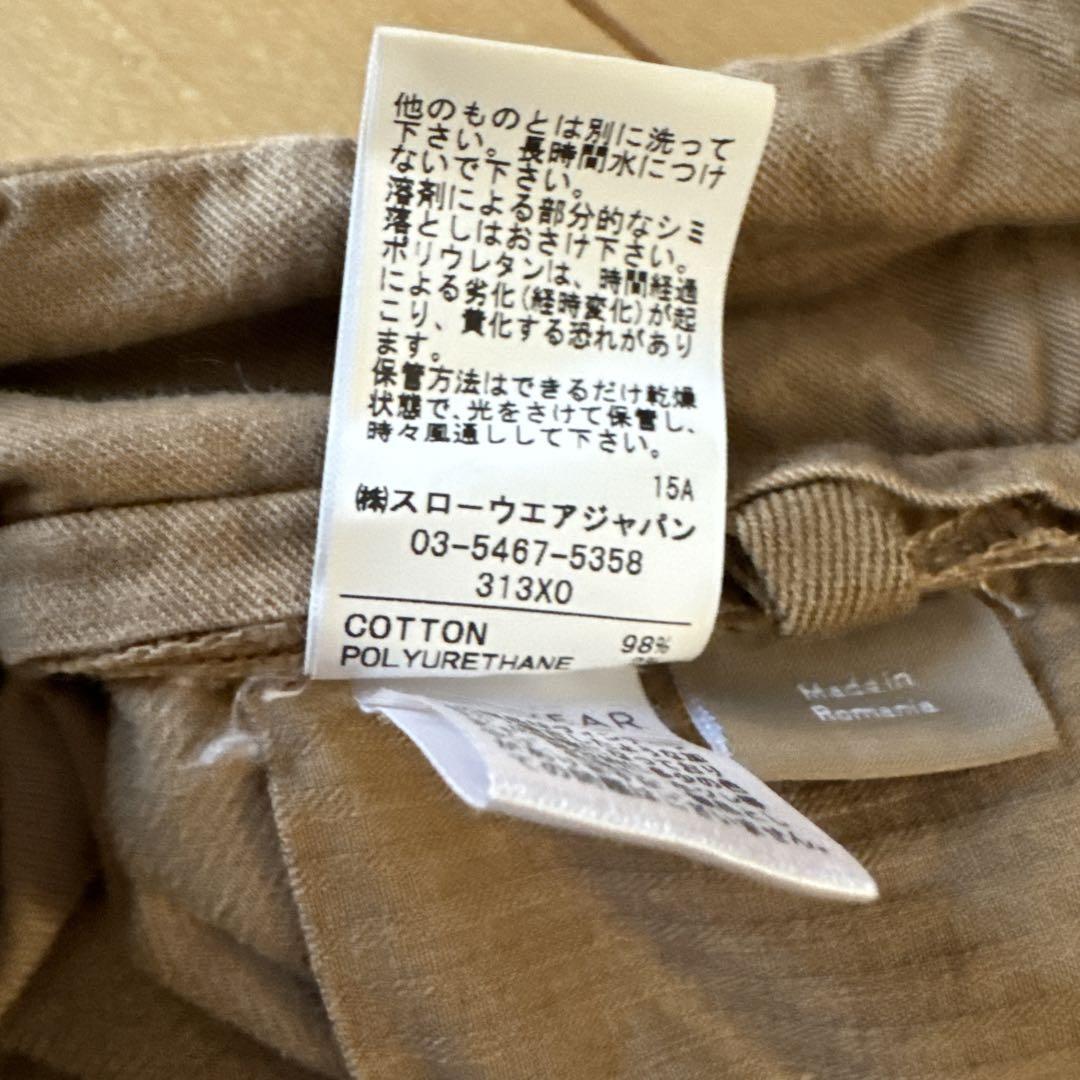 他のものとは別に洗って
下さい。長時間水につけ
ないで下さい。
溶剤による部分的なシミ
落としはおさけ下さい。
ポリウレタンは、時間経過
による劣化(経時変化)が起
こり、黄化する恐れがあり
ます。
保管方法はできるだけ乾燥
状態で、光をさけて保管し、
時々風通しして下さい。
15A
㈱スローウエアジャパン
03-5467-5358
313X0
COTTON 98%
POLYURETHANE
Made in
Romania